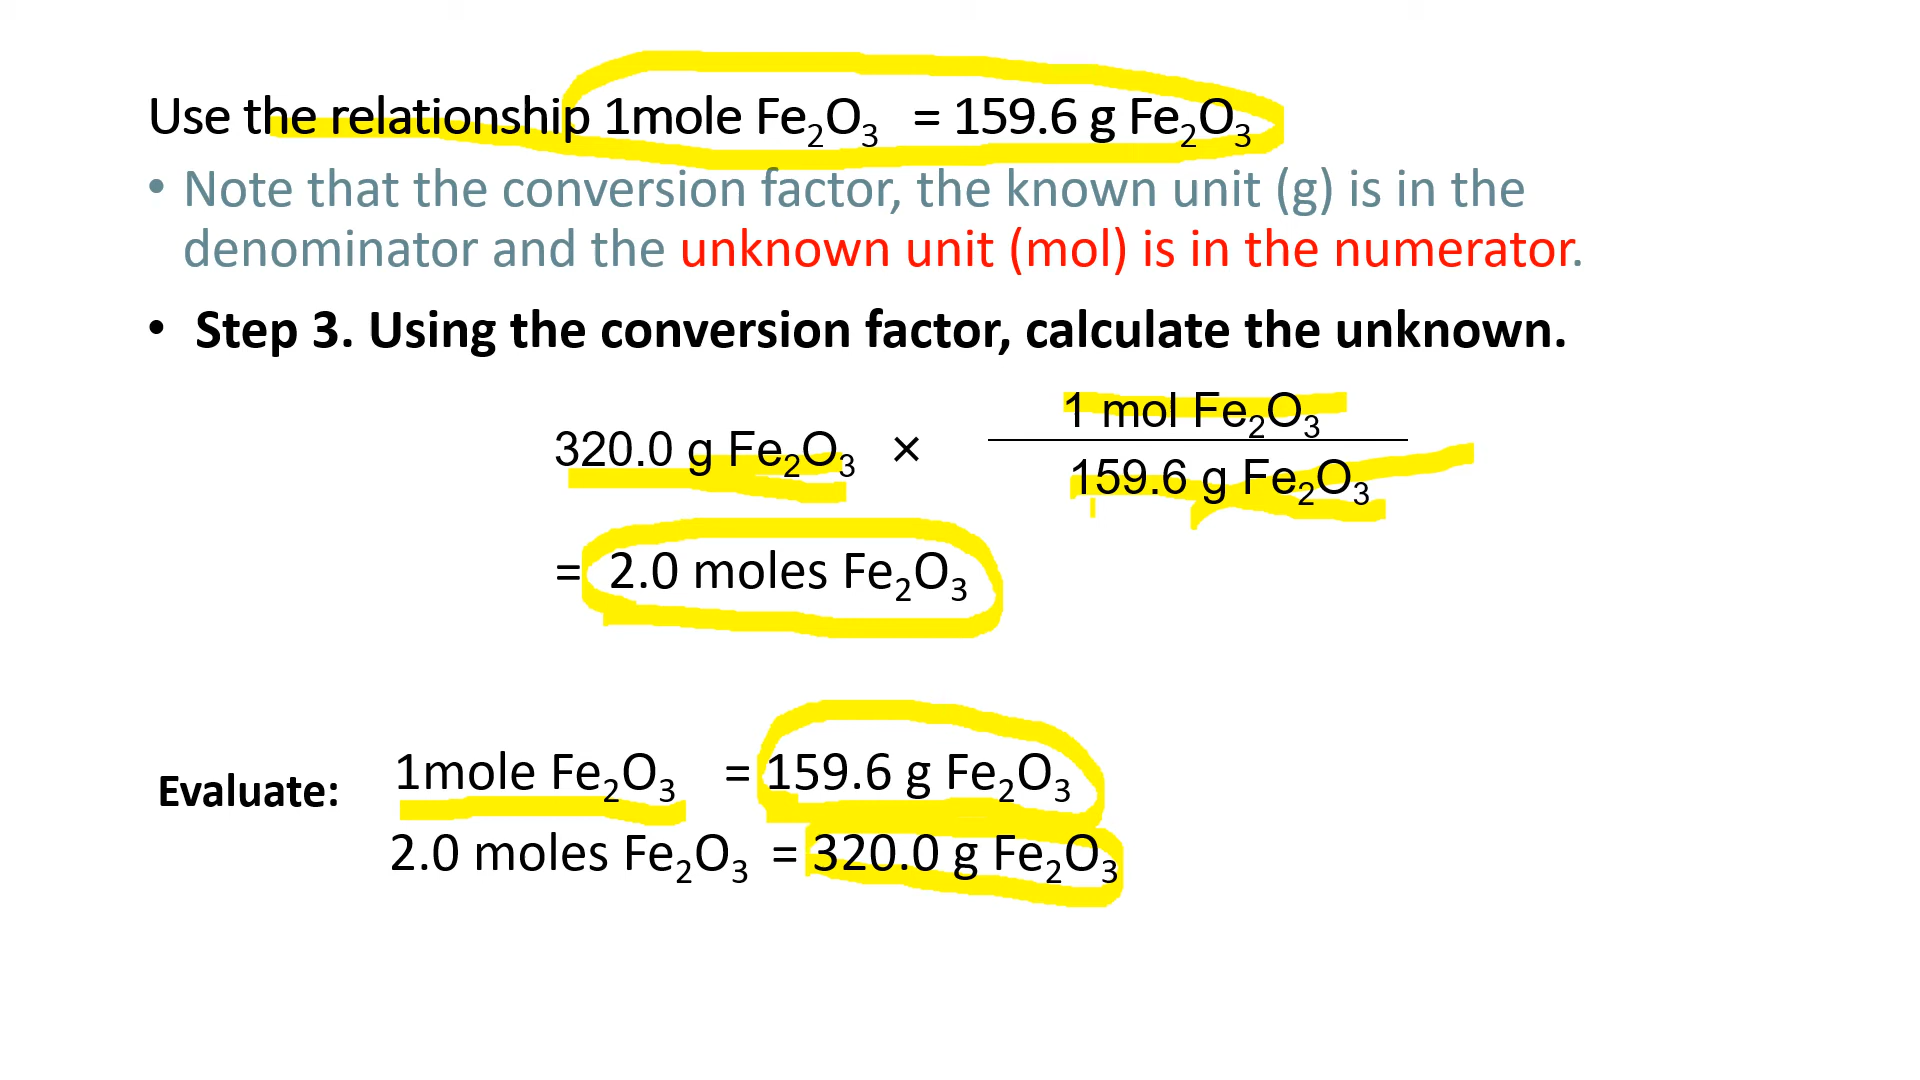 Use the relationship 1mole Fe₂O₃ = 159.6 g Fe₂O₃
• Note that the conversion factor, the known unit (g) is in the
denominator and the unknown unit (mol) is in the numerator.
• Step 3. Using the conversion factor, calculate the unknown.
1 mol Fe₂O₃
320.0 g Fe₂O₃ ×
159.6 g Fe₂O₃
= 2.0 moles Fe₂O₃
Evaluate: 1mole Fe₂O₃ = 159.6 g Fe₂O₃
2.0 moles Fe₂O₃ = 320.0 g Fe₂O₃